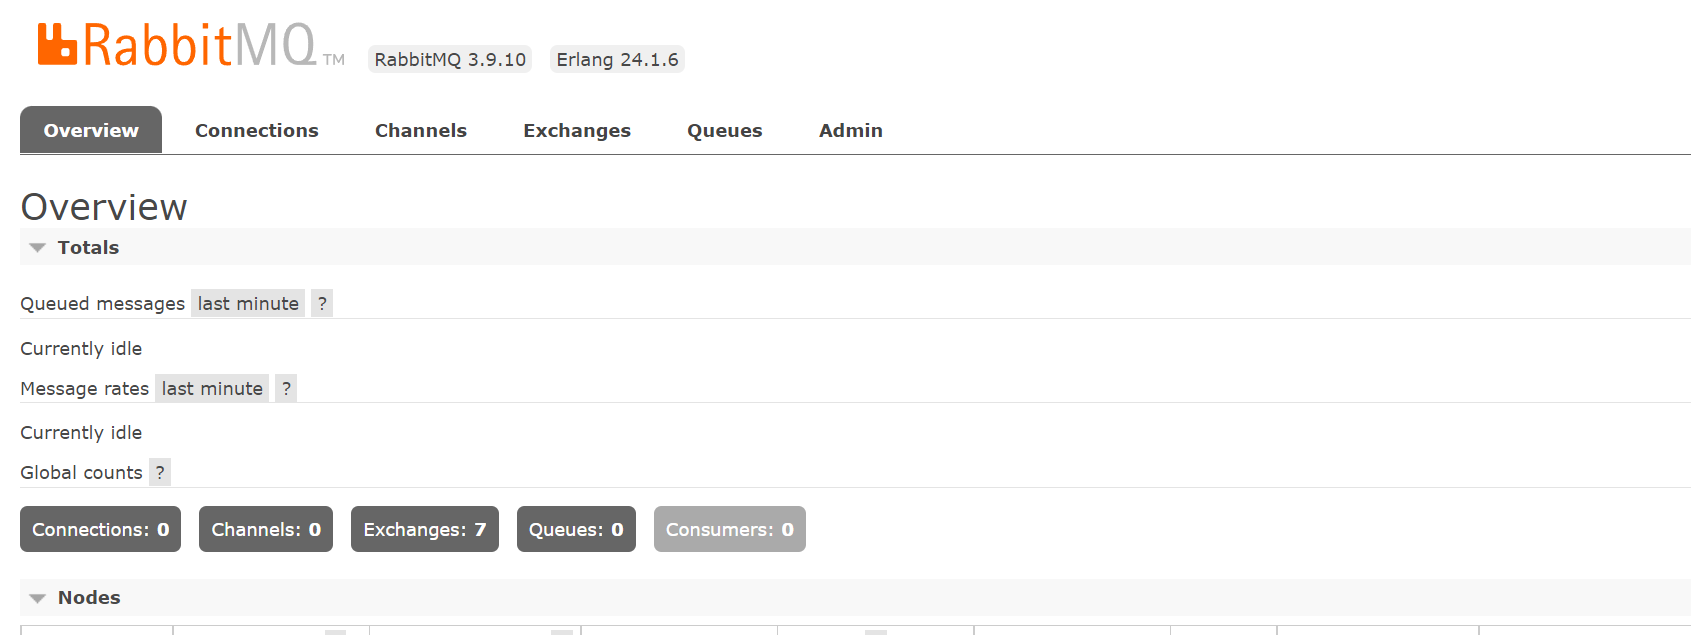 RabbitMQ TM RabbitMQ 3.9.10 Erlang 24.1.6
Overview Connections Channels Exchanges Queues Admin
Overview
Totals
Queued messages last minute ?
Currently idle
Message rates last minute ?
Currently idle
Global counts ?
Connections: 0 Channels: 0 Exchanges: 7 Queues: 0 Consumers: 0
Nodes